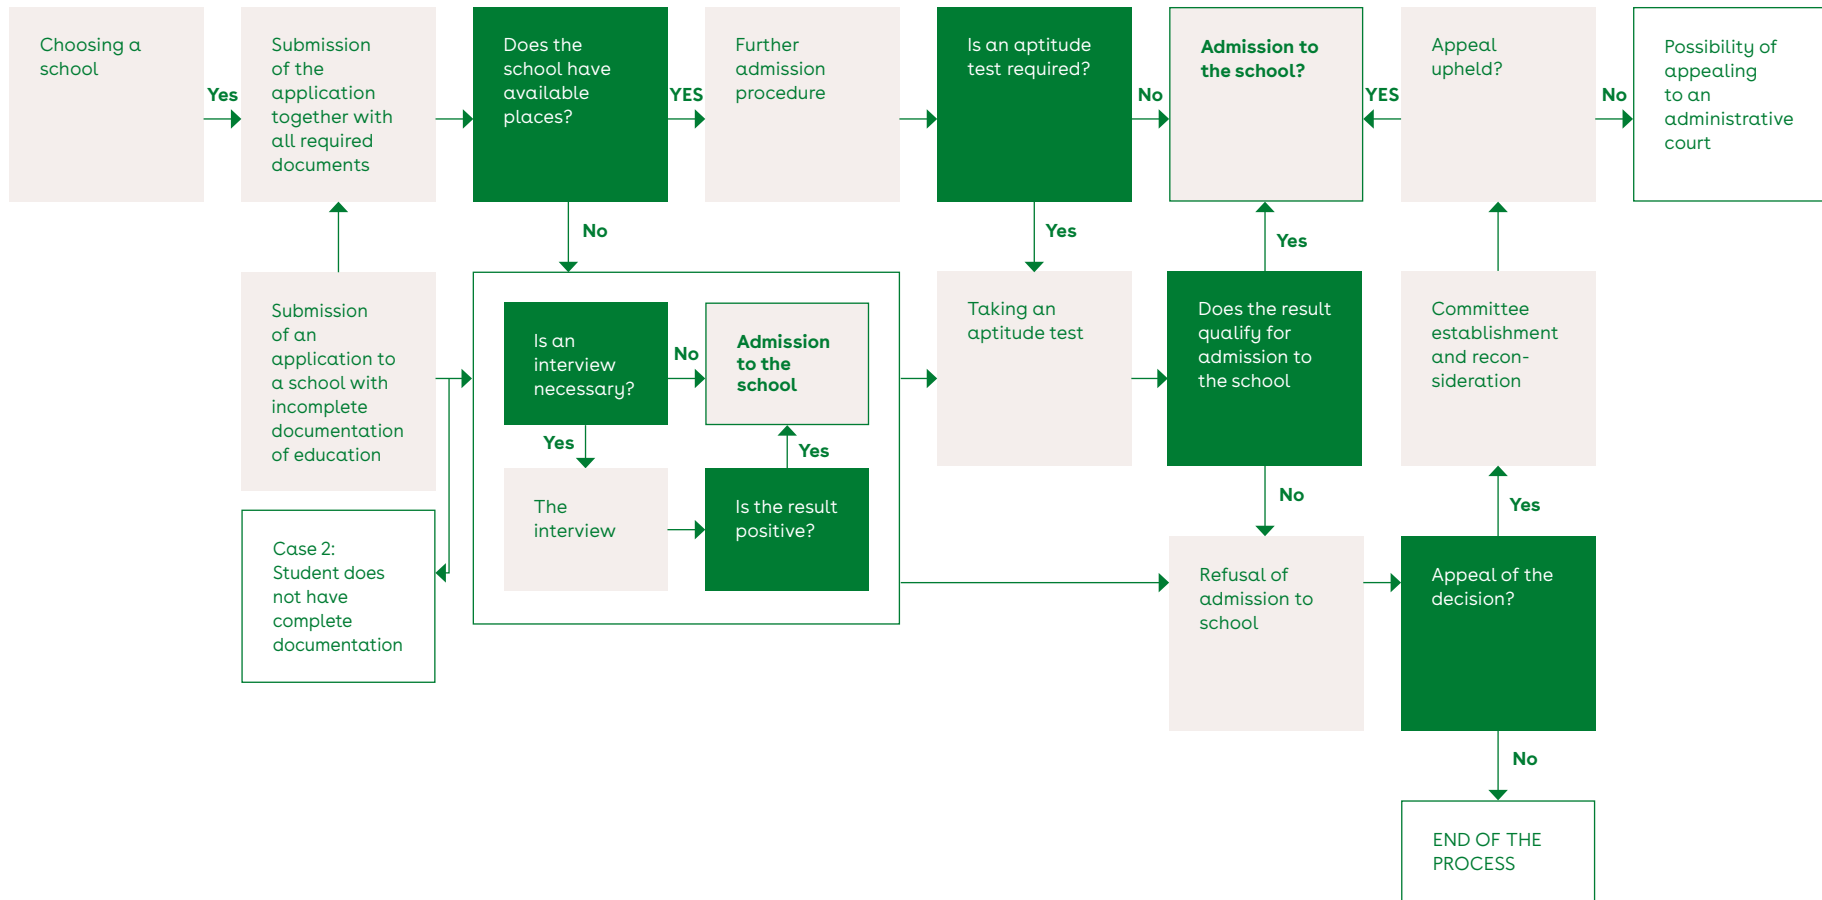 Choosing a
school
Yes
Submission
of the
application
together with
all required
documents
Does the
school have
available
places?
YES
Further
admission
procedure
Is an aptitude
test required?
No
Admission to
the school?
YES
Appeal
upheld?
No
Possibility of
appealing
to an
administrative
court
No
Yes
Yes
Submission
of an
application to
a school with
incomplete
documentation
of education
Is an
interview
necessary?
No
Admission
to the
school
Yes
Yes
The
interview
Is the result
positive?
Taking an
aptitude test
Does the result
qualify for
admission to
the school
Committee
establishment
and recon-
sideration
No
Yes
Case 2:
Student does
not have
complete
documentation
Refusal of
admission to
school
Appeal of the
decision?
No
END OF THE
PROCESS